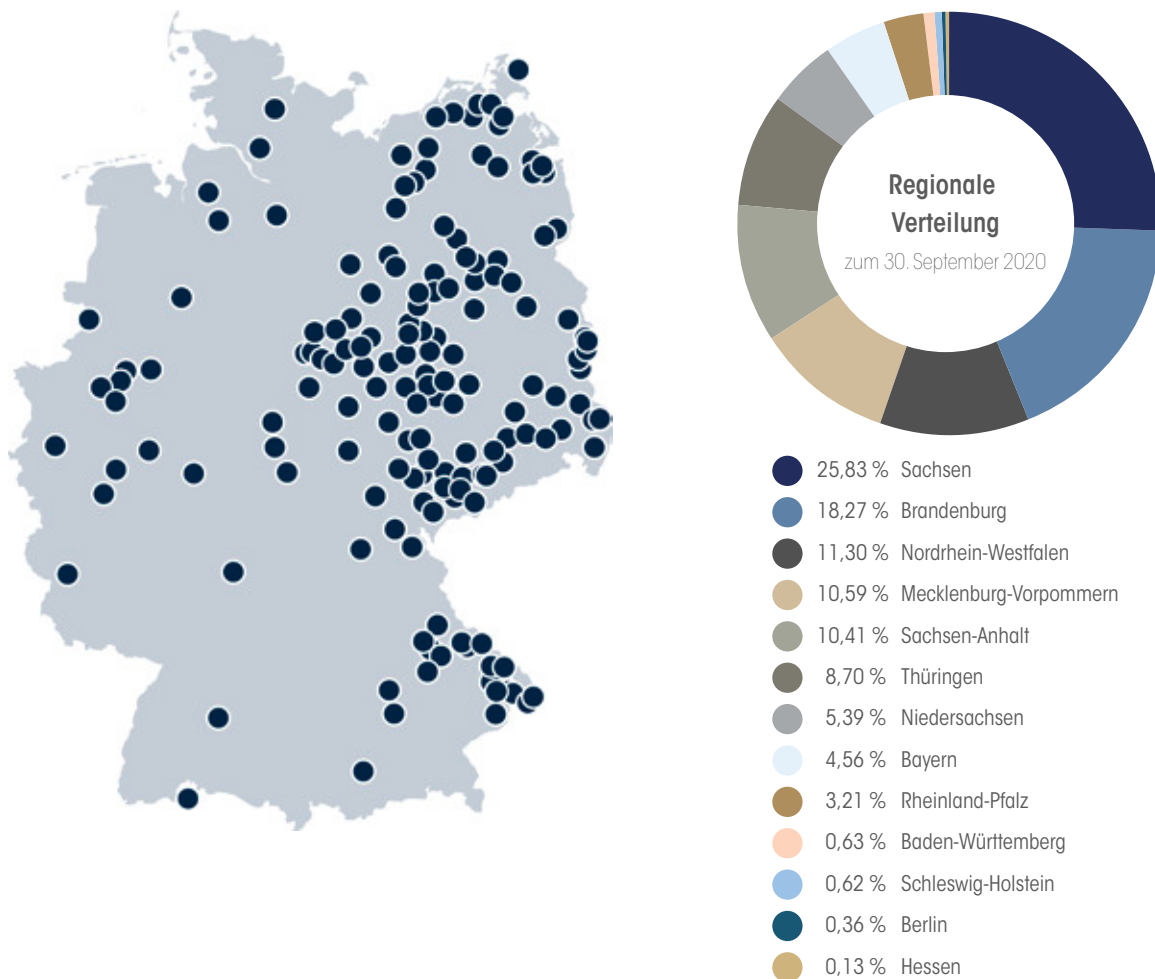 Regionale
Verteilung
zum 30. September 2020
25,83 % Sachsen
18,27 % Brandenburg
11,30 % Nordrhein-Westfalen
10,59 % Mecklenburg-Vorpommern
10,41 % Sachsen-Anhalt
8,70 % Thüringen
5,39 % Niedersachsen
4,56 % Bayern
3,21 % Rheinland-Pfalz
0,63 % Baden-Württemberg
0,62 % Schleswig-Holstein
0,36 % Berlin
0,13 % Hessen